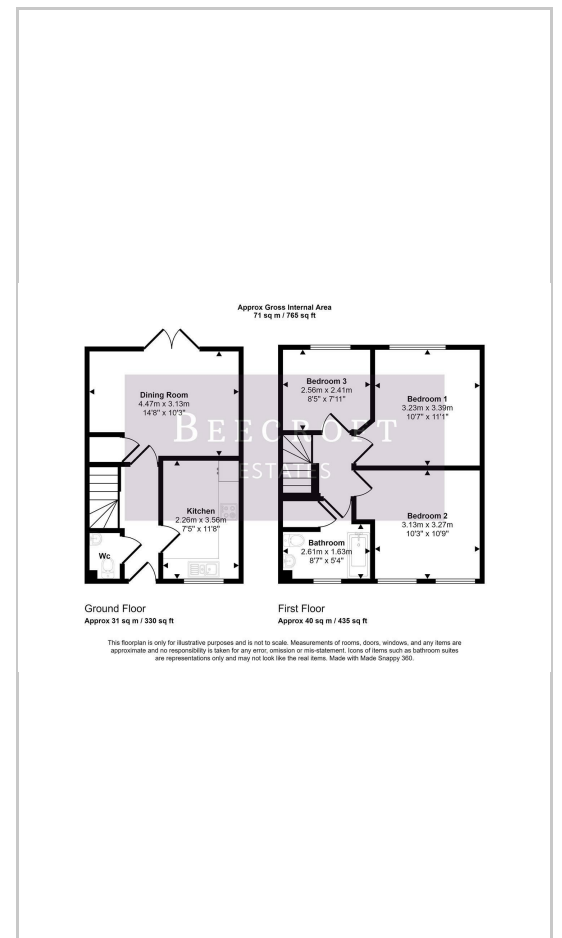 Approx Gross Internal Area
71 sq m / 765 sq ft
Dining Room
4.47m x 3.13m
14'8" x 10'3"
Kitchen
2.26m x 3.56m
7'5" x 11'8"
Wc
Bedroom 3
2.56m x 2.41m
8'5" x 7'11"
Bedroom 1
3.23m x 3.39m
10'7" x 11'1"
Bedroom 2
3.13m x 3.27m
10'3" x 10'9"
Bathroom
2.61m x 1.63m
8'7" x 5'4"
BEECROFT
ESTATES
Ground Floor
Approx 31 sq m / 330 sq ft
First Floor
Approx 40 sq m / 435 sq ft
This floorplan is only for illustrative purposes and is not to scale. Measurements of rooms, doors, windows, and any items are
approximate and no responsibility is taken for any error, omission or mis-statement. Icons of items such as bathroom suites
are representations only and may not look like the real items. Made with Made Snappy 360.